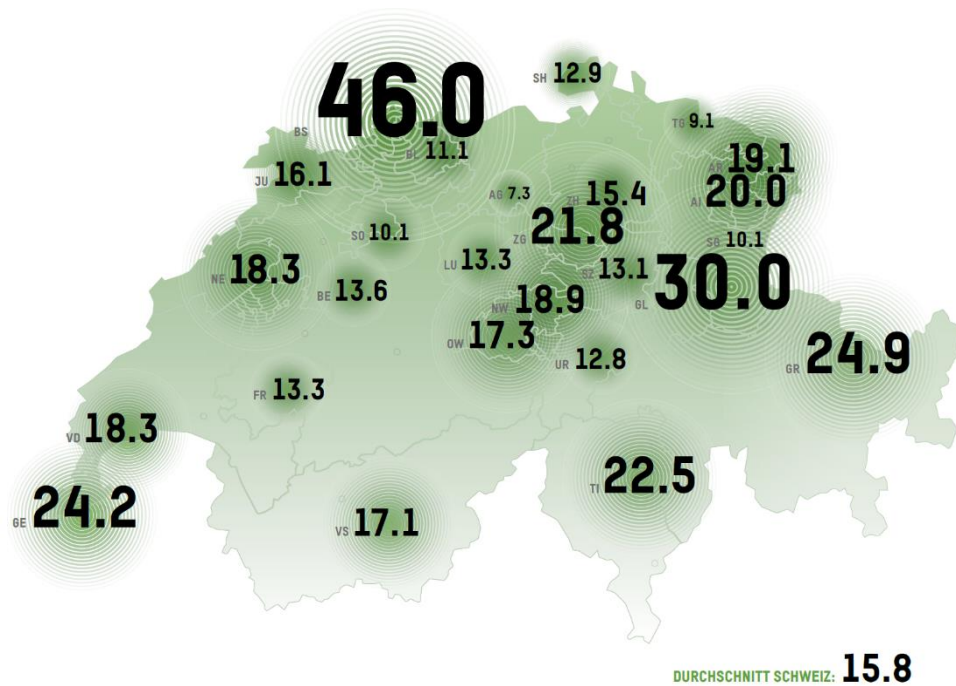 SH 12.9
BS 46.0
TG 9.1
BL 11.1
AR 19.1
JU 16.1
AG 7.3
ZH 15.4
AI 20.0
SO 10.1
ZG 21.8
SG 10.1
NE 18.3
LU 13.3
SZ 13.1
BE 13.6
NW 18.9
GL 30.0
OW 17.3
UR 12.8
GR 24.9
FR 13.3
VD 18.3
TI 22.5
GE 24.2
VS 17.1
DURCHSCHNITT SCHWEIZ: 15.8